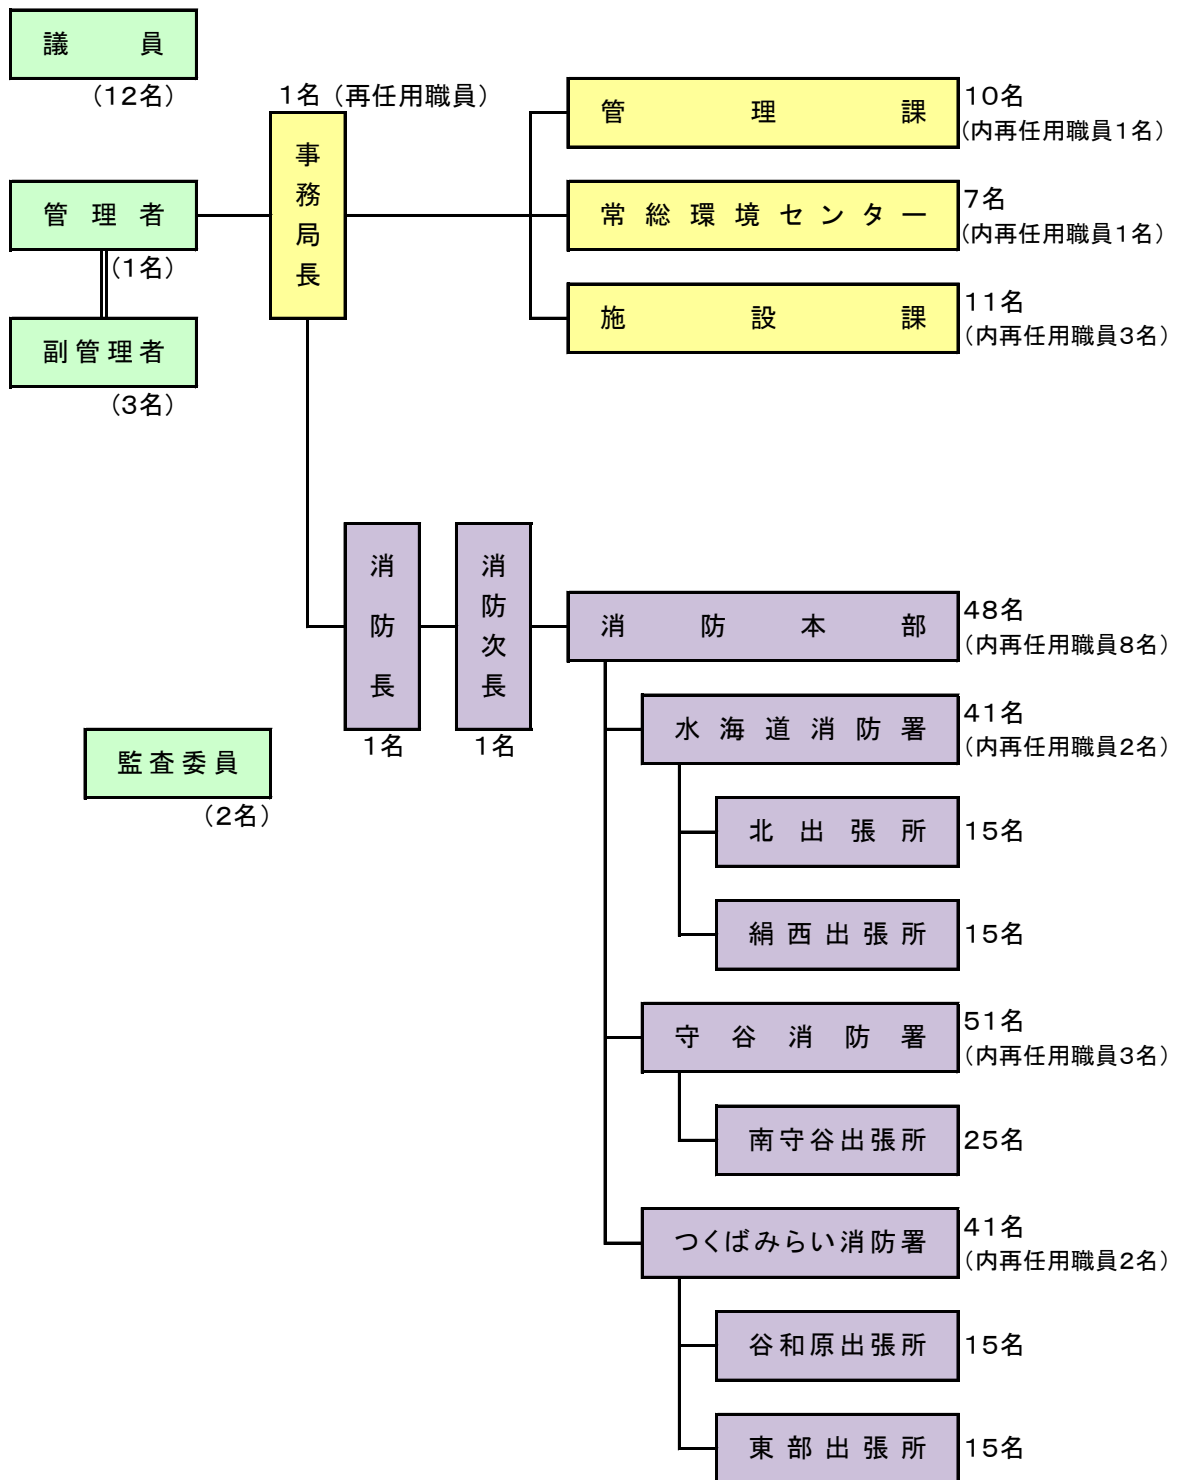 議員
(12名)
管理者
(1名)
副管理者
(3名)
1名 (再任用職員)
事務局長
管理課
10名
(内再任用職員1名)
常総環境センター
7名
(内再任用職員1名)
施設課
11名
(内再任用職員3名)
消防長
1名
消防次長
1名
消防本部
48名
(内再任用職員8名)
監査委員
(2名)
水海道消防署
41名
(内再任用職員2名)
北出張所
15名
絹西出張所
15名
守谷消防署
51名
(内再任用職員3名)
南守谷出張所
25名
つくばみらい消防署
41名
(内再任用職員2名)
谷和原出張所
15名
東部出張所
15名